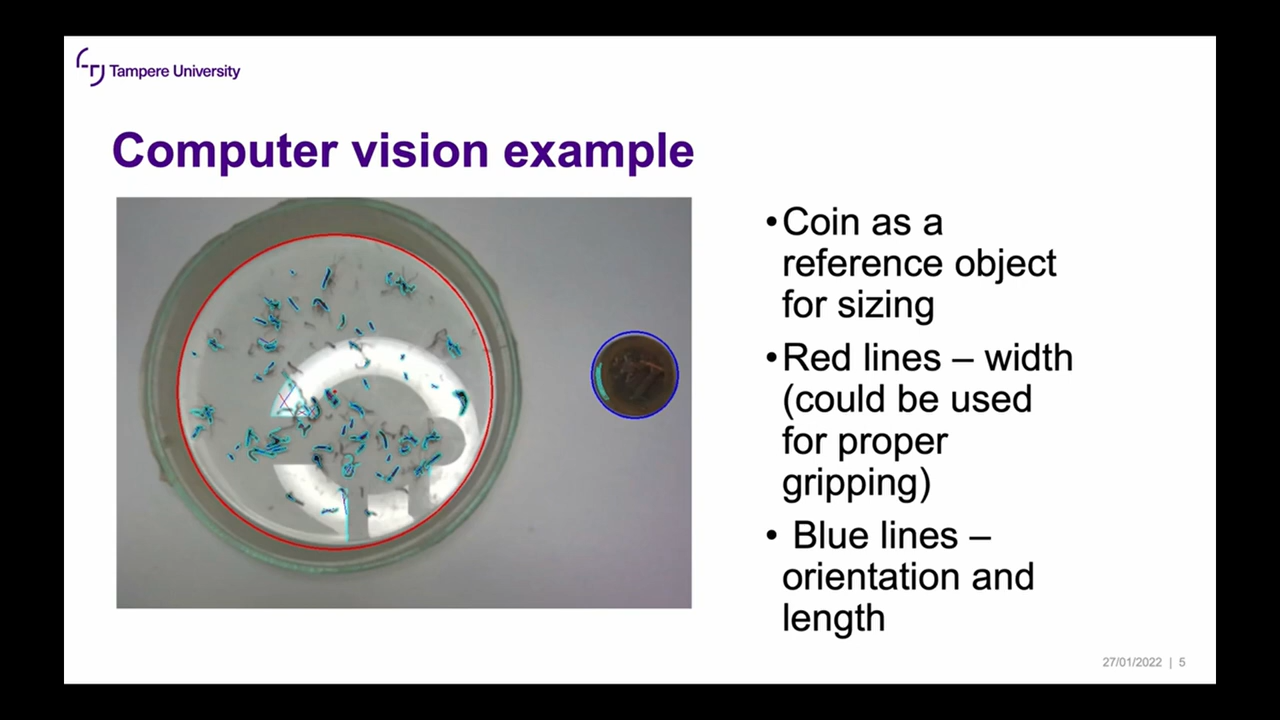 Tampere University
Computer vision example
•Coin as a
reference object
for sizing
•Red lines – width
(could be used
for proper
gripping)
• Blue lines –
orientation and
length
27/01/2022 | 5